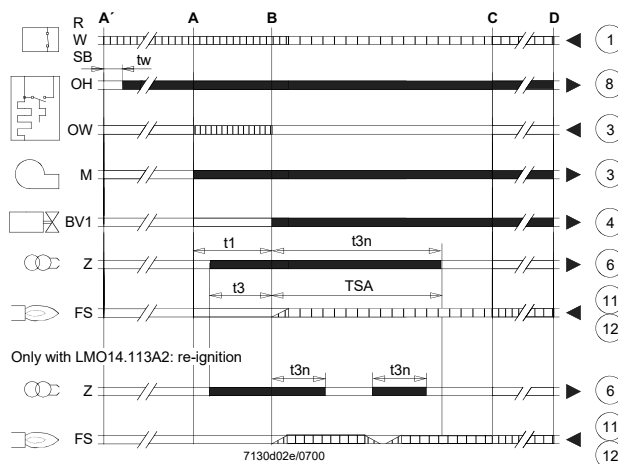 A´ R A B C D
W 1
SB tw
OH 8
OW 3
M 3
BV1 4
t1 t3n
Z 6
t3 TSA
11
FS
12
Only with LMO14.113A2: re-ignition
t3n t3n
Z 6
11
FS
7130d02e/0700 12